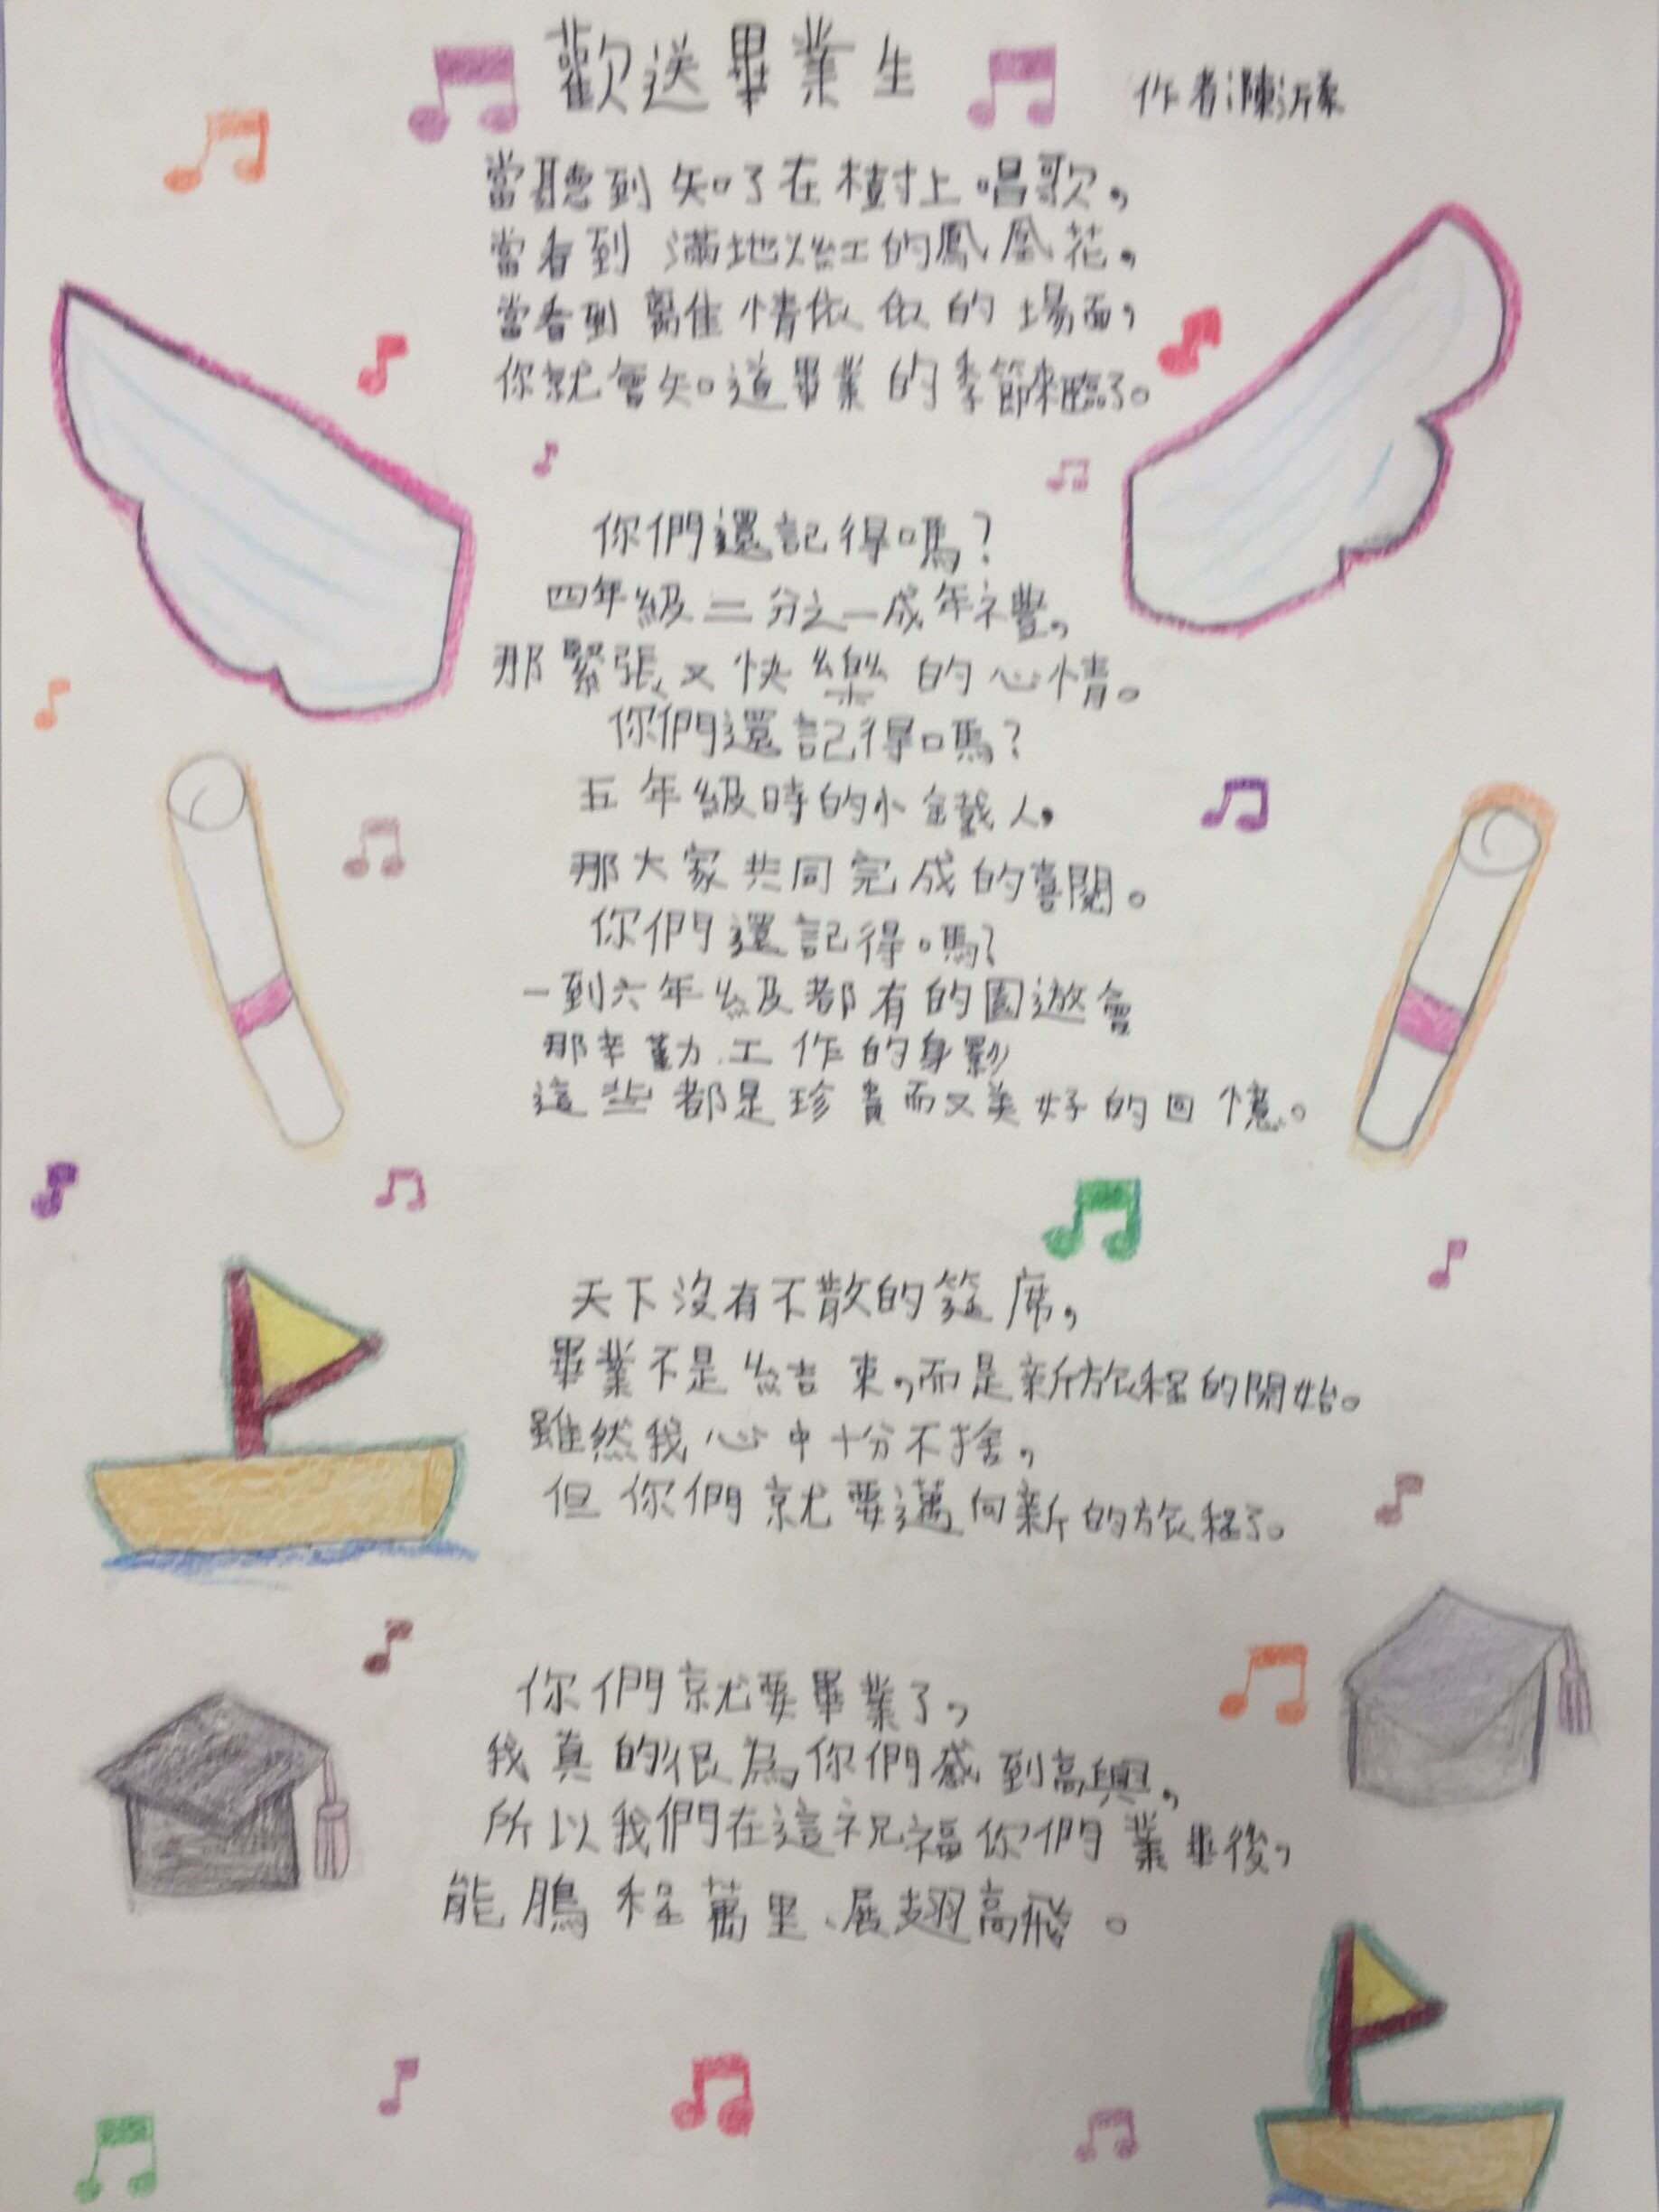 歡送畢業生
作者:陳沂
當聽到知了在樹上唱歌,
當看到滿地火紅的鳳凰花,
當看到離情依依的場面,
你就會知道畢業的季節來臨了。
你們還記得嗎?
四年級二分之一成年禮,
那緊張又快樂的心情。
你們還記得嗎?
五年級時的小鐵人,
那大家共同完成的喜悅。
你們還記得嗎?
一到六年級都有的園遊會
那辛勤工作的身影
這些都是珍貴而又美好的回憶。
天下沒有不散的筵席,
畢業不是結束,而是新旅程的開始。
雖然我心中十分不捨,
但你們就要邁向新的旅程了。
你們就要畢業了,
我真的很為你們感到高興,
所以我們在這祝福你們業畢後,
能鵬程萬里、展翅高飛。